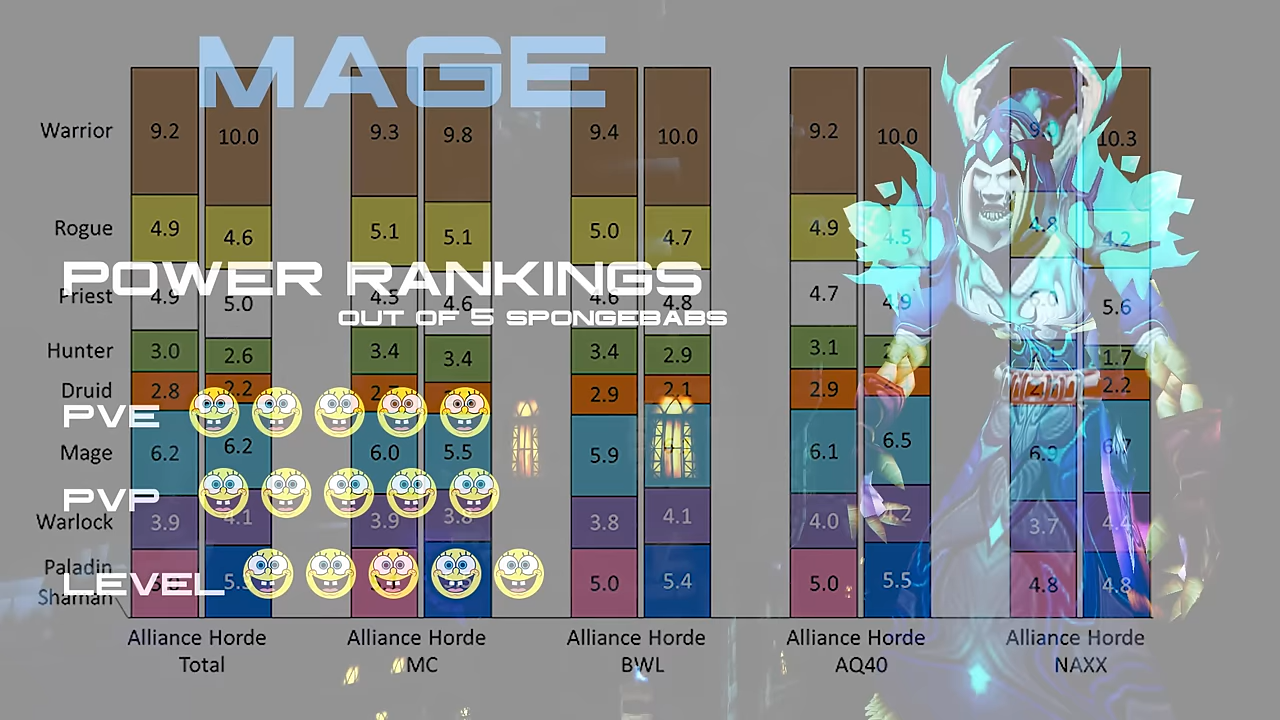 MAGE
Warrior 9.2 10.0 9.3 9.8 9.4 10.0 9.2 10.0 10.3
Rogue 4.9 4.6 5.1 5.1 5.0 4.7 4.9 4.5 4.8 4.2
POWER RANKINGS
Priest 4.9 5.0 4.5 4.6 4.6 4.8 4.7 4.9 5.6
OUT OF 5 SPONGEBABS
Hunter 3.0 2.6 3.4 3.4 3.4 2.9 3.1 1.7
Druid 2.8 2.2 2.9 2.1 2.9 2.2
PVE
Mage 6.2 6.2 6.0 5.5 5.9 6.1 6.5 6.9 6.7
PVP
Warlock 3.9 4.1 3.9 3.8 3.8 4.1 4.0 4.2 3.7 4.4
Paladin
LEVEL 5.0 5.4 5.0 5.5 4.8 4.8
Shaman
Alliance Horde Alliance Horde Alliance Horde Alliance Horde Alliance Horde
Total MC BWL AQ40 NAXX